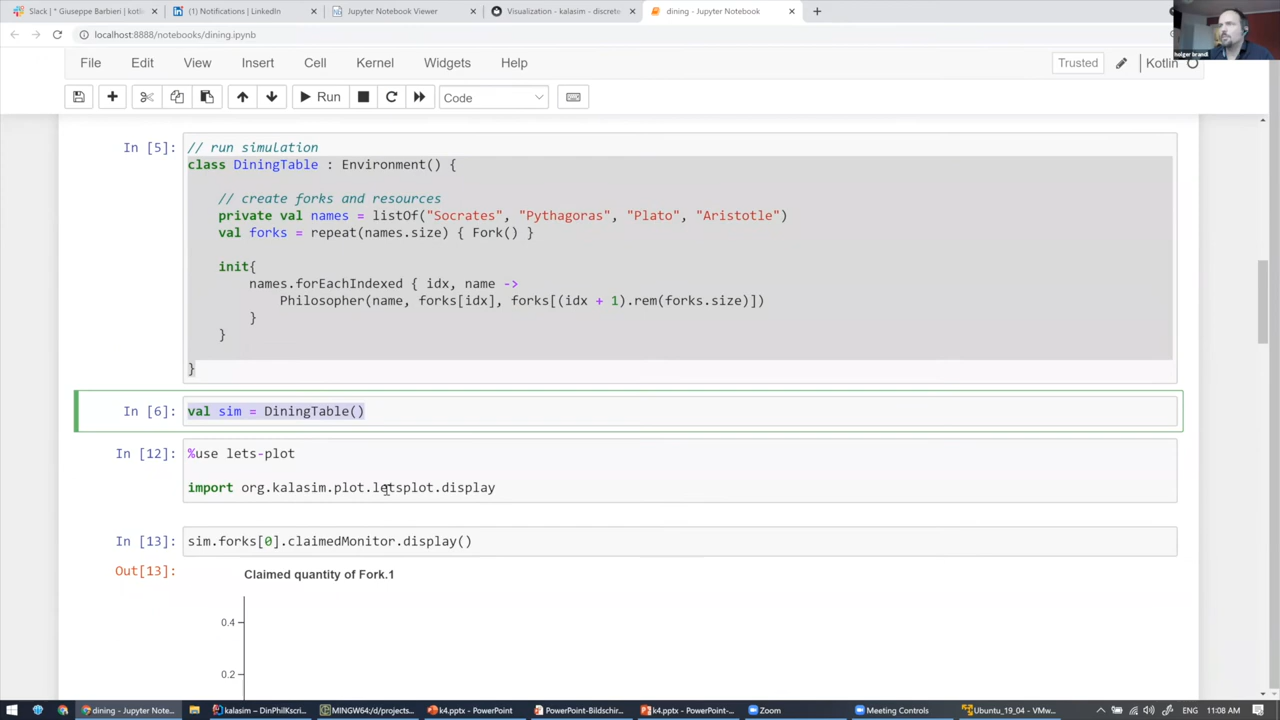 Slack | * Giuseppe Barbieri | kotli
(1) Notifications | LinkedIn
Jupyter Notebook Viewer
Visualization - kalasim - discrete
dining - Jupyter Notebook
localhost:8888/notebooks/dining.ipynb
holger brandl
File Edit View Insert Cell Kernel Widgets Help
Trusted
Kotlin
Run
Code
In [5]:
// run simulation
class DiningTable : Environment() {
// create forks and resources
private val names = listOf("Socrates", "Pythagoras", "Plato", "Aristotle")
val forks = repeat(names.size) { Fork() }
init{
names.forEachIndexed { idx, name ->
Philosopher(name, forks[idx], forks[(idx + 1).rem(forks.size)])
}
}
}
In [6]:
val sim = DiningTable()
In [12]:
%use lets-plot
import org.kalasim.plot.letsplot.display
In [13]:
sim.forks[0].claimedMonitor.display()
Out[13]:
Claimed quantity of Fork.1
0.4
0.2
dining - Jupyter Note...
kalasim – DinPhilKscri...
MINGW64:/d/projects...
k4.pptx - PowerPoint
PowerPoint-Bildschir...
k4.pptx - PowerPoint-...
Zoom
Meeting Controls
Ubuntu_19_04 - VMw...
11:08 AM